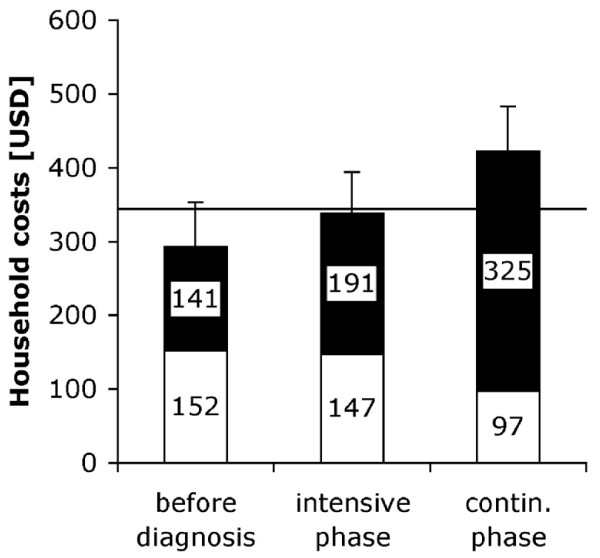 Household costs [USD]
600
500
400
300
200
100
0
141
152
191
147
325
97
before
diagnosis
intensive
phase
contin.
phase